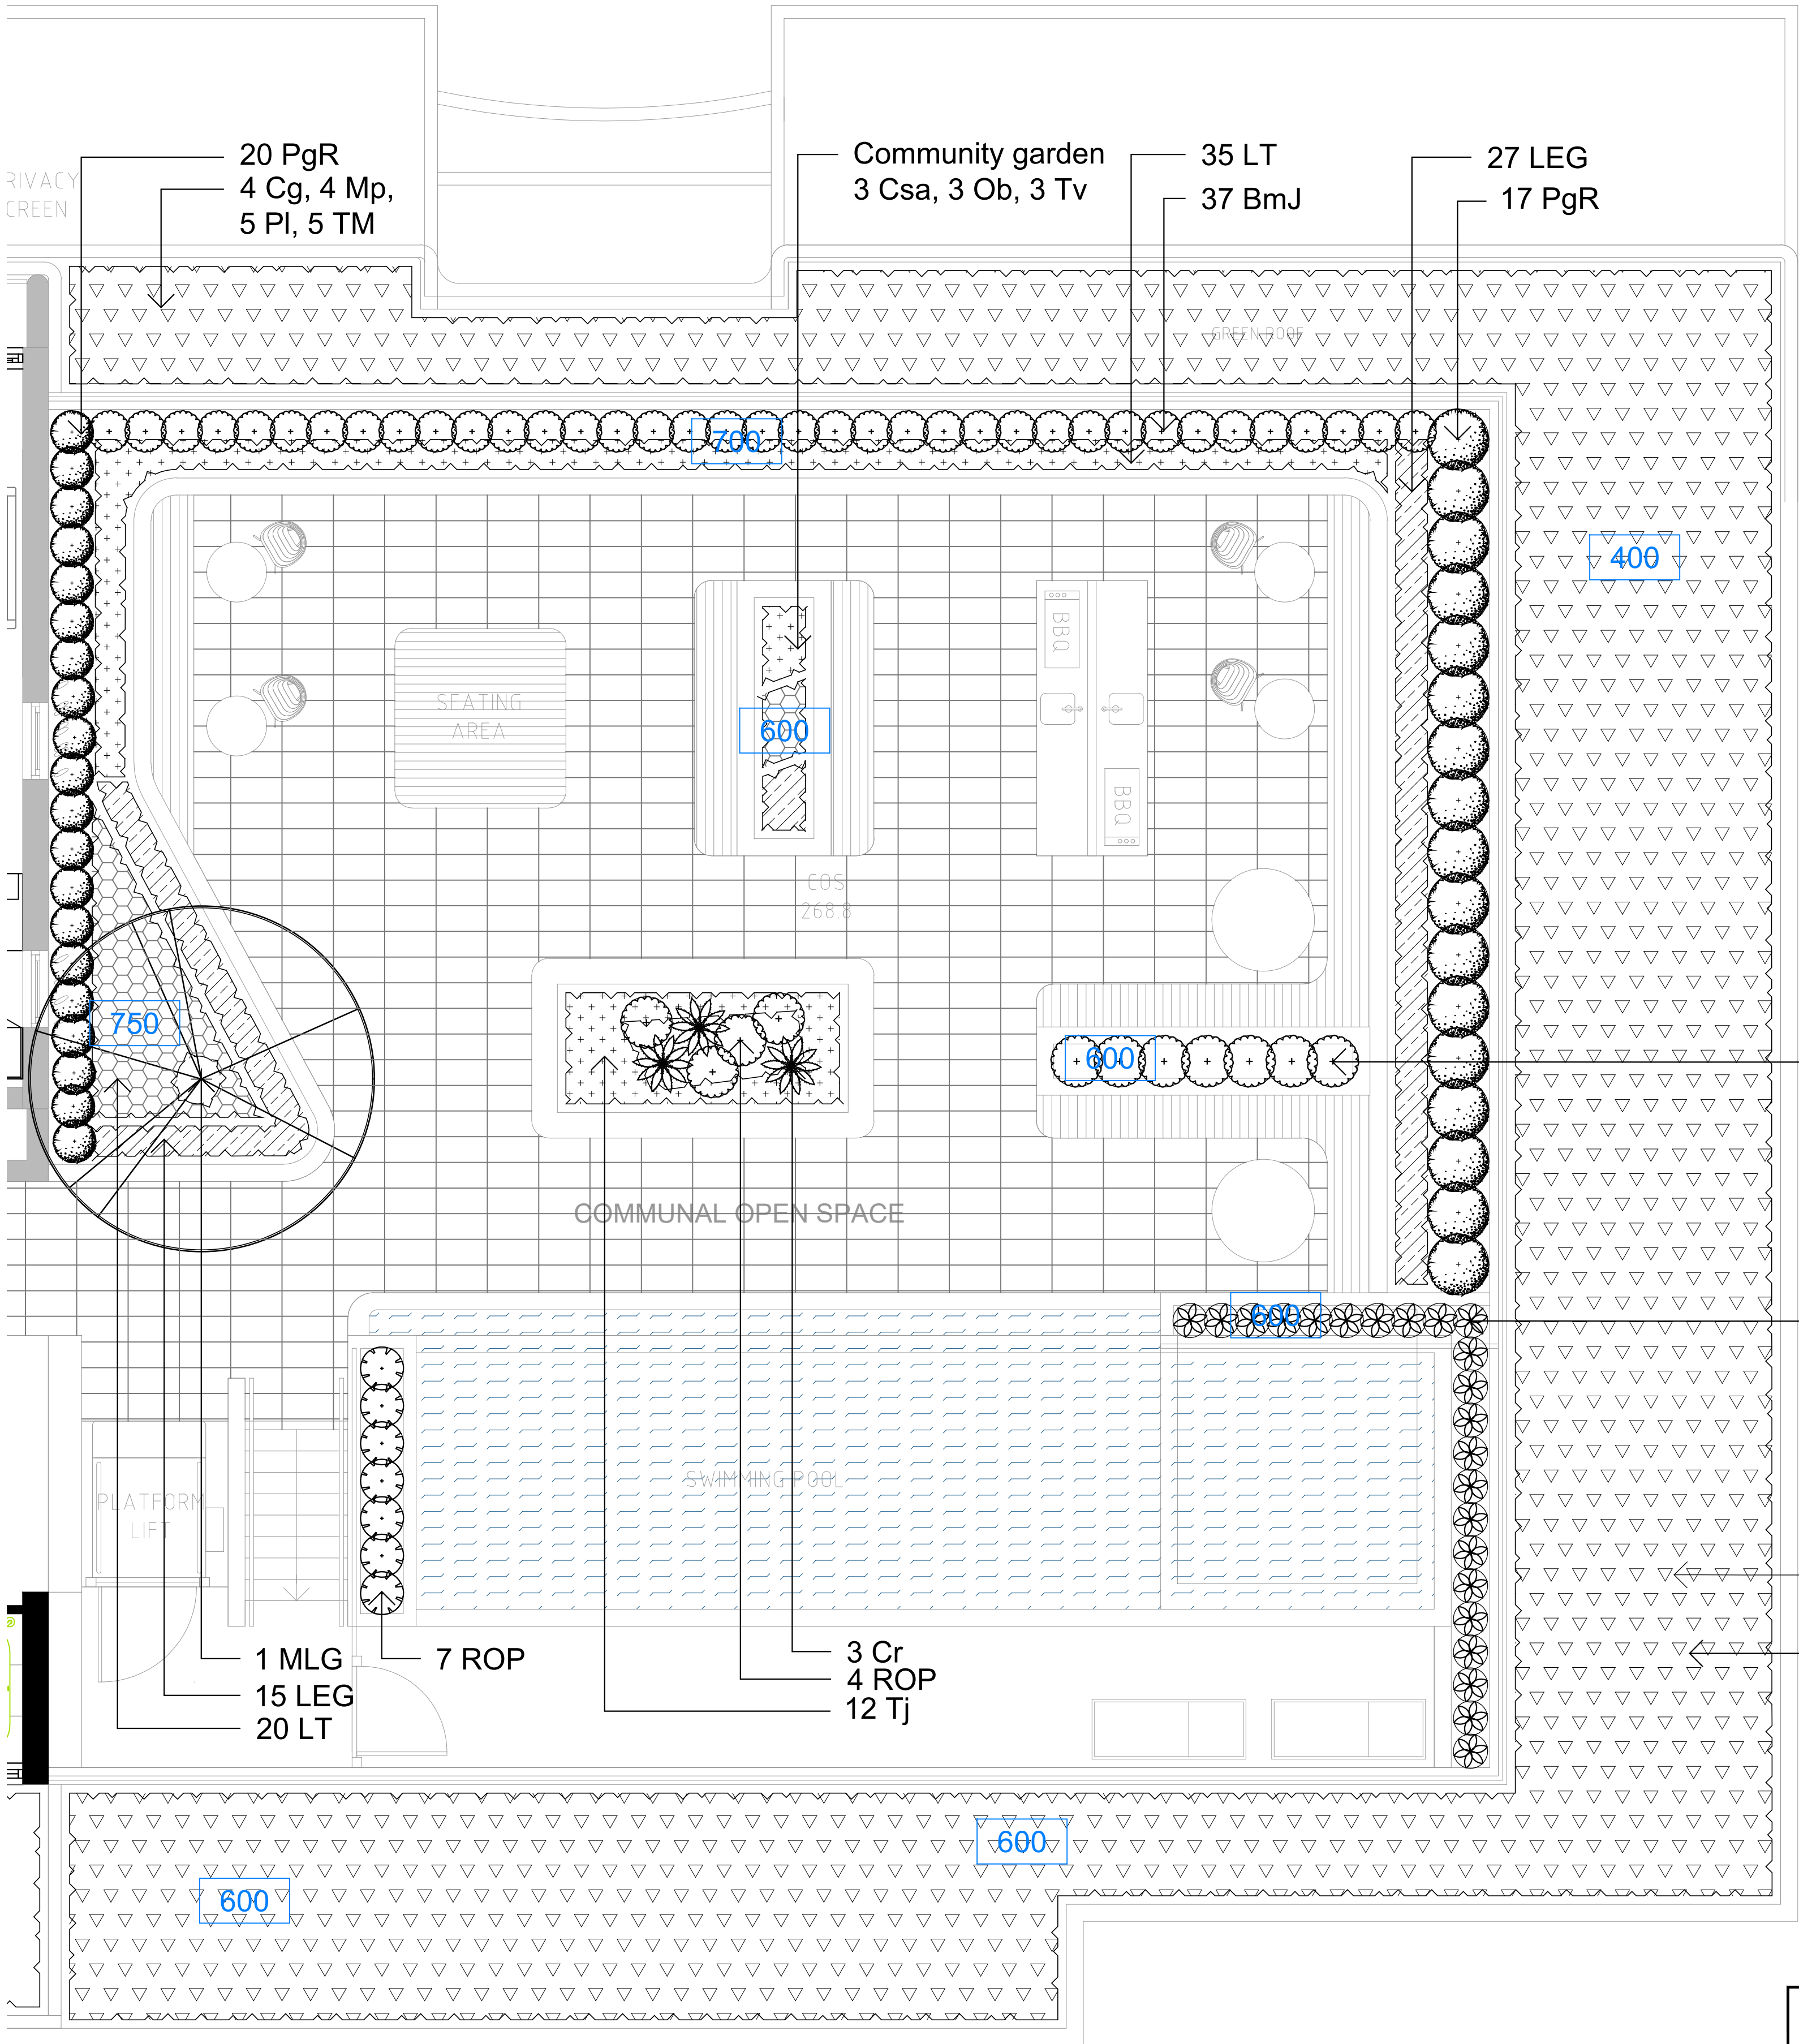 20 PgR
4 Cg, 4 Mp,
5 Pl, 5 TM
Community garden
3 Csa, 3 Ob, 3 Tv
35 LT
37 BmJ
27 LEG
17 PgR
RIVACY
CREEN
GREEN ROOF
700
400
BBQ
SEATING
AREA
600
BBQ
COS
268.8
750
600
COMMUNAL OPEN SPACE
600
SWIMMING POOL
PLATFORM
LIFT
1 MLG
15 LEG
20 LT
7 ROP
3 Cr
4 ROP
12 Tj
600
600